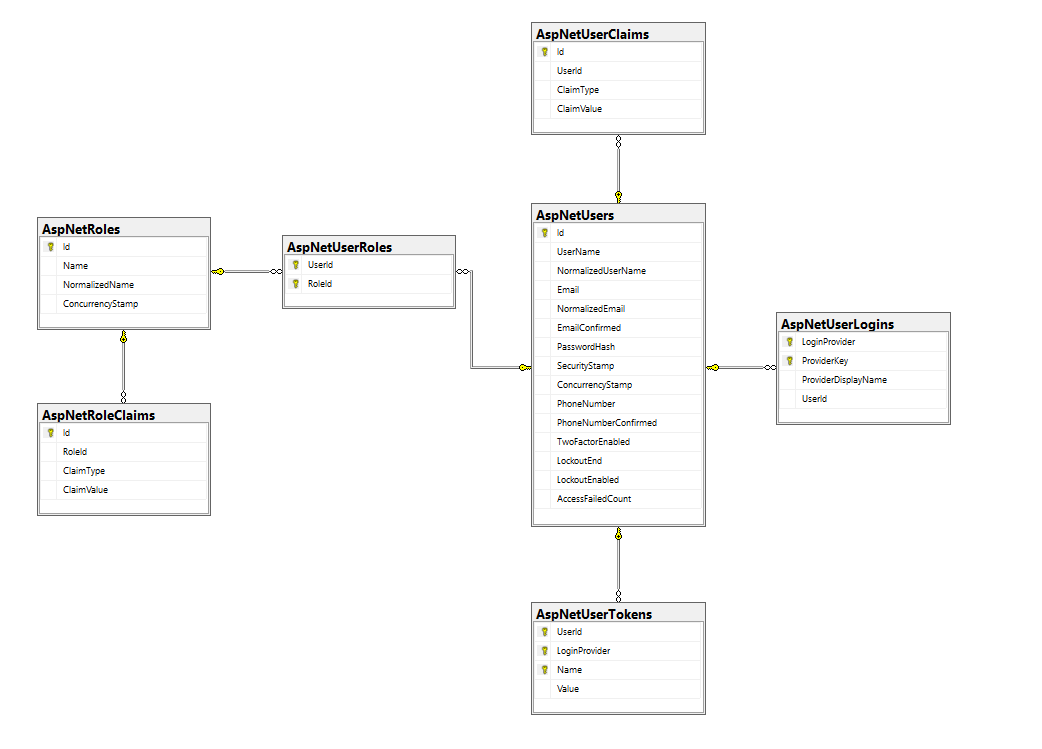 AspNetUserClaims
Id
UserId
ClaimType
ClaimValue
AspNetRoles
Id
Name
NormalizedName
ConcurrencyStamp
AspNetUserRoles
UserId
RoleId
AspNetUsers
Id
UserName
NormalizedUserName
Email
NormalizedEmail
EmailConfirmed
PasswordHash
SecurityStamp
ConcurrencyStamp
PhoneNumber
PhoneNumberConfirmed
TwoFactorEnabled
LockoutEnd
LockoutEnabled
AccessFailedCount
AspNetUserLogins
LoginProvider
ProviderKey
ProviderDisplayName
UserId
AspNetRoleClaims
Id
RoleId
ClaimType
ClaimValue
AspNetUserTokens
UserId
LoginProvider
Name
Value